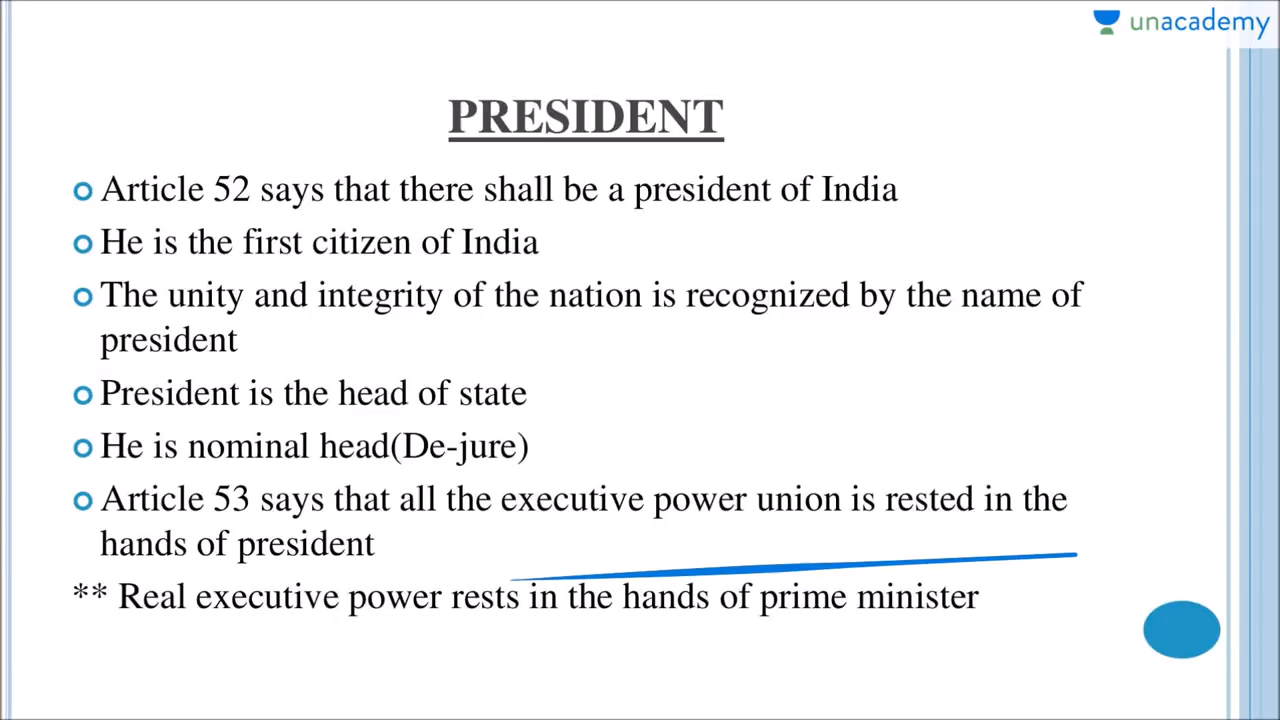 unacademy
PRESIDENT
Article 52 says that there shall be a president of India
He is the first citizen of India
The unity and integrity of the nation is recognized by the name of
president
President is the head of state
He is nominal head(De-jure)
Article 53 says that all the executive power union is rested in the
hands of president
** Real executive power rests in the hands of prime minister